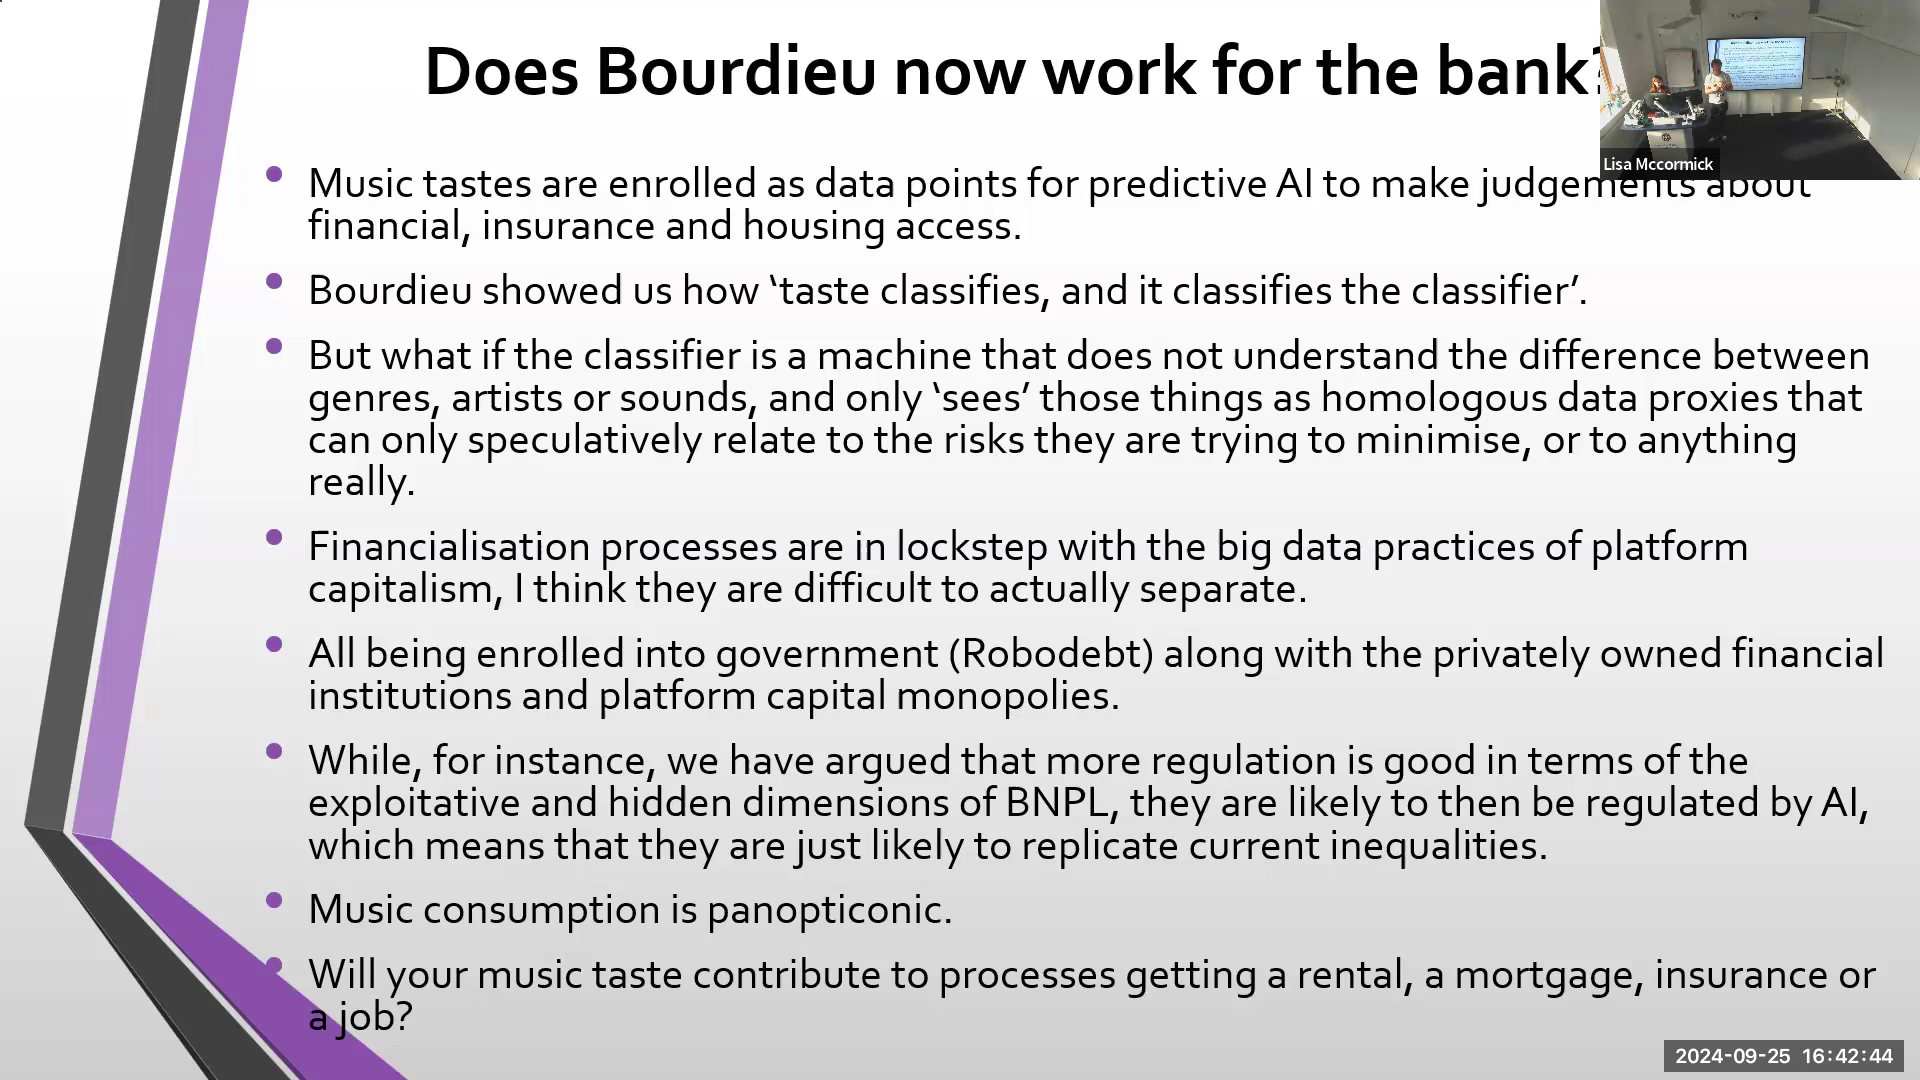 Does Bourdieu now work for the bank?
Lisa Mccormick
Music tastes are enrolled as data points for predictive AI to make judgements about
financial, insurance and housing access.
Bourdieu showed us how ‘taste classifies, and it classifies the classifier’.
But what if the classifier is a machine that does not understand the difference between
genres, artists or sounds, and only ‘sees’ those things as homologous data proxies that
can only speculatively relate to the risks they are trying to minimise, or to anything
really.
Financialisation processes are in lockstep with the big data practices of platform
capitalism, I think they are difficult to actually separate.
All being enrolled into government (Robodebt) along with the privately owned financial
institutions and platform capital monopolies.
While, for instance, we have argued that more regulation is good in terms of the
exploitative and hidden dimensions of BNPL, they are likely to then be regulated by AI,
which means that they are just likely to replicate current inequalities.
Music consumption is panopticonic.
Will your music taste contribute to processes getting a rental, a mortgage, insurance or
a job?
2024-09-25 16:42:44